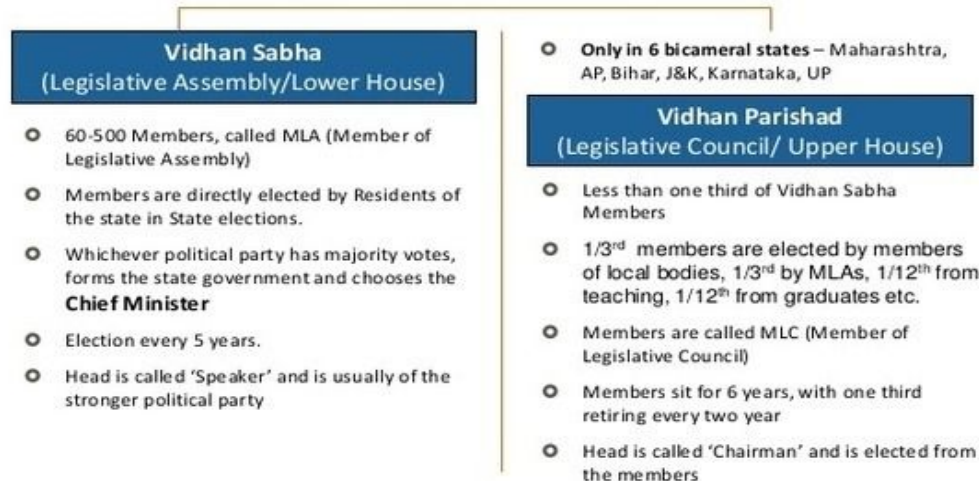 Vidhan Sabha
(Legislative Assembly/Lower House)
60-500 Members, called MLA (Member of
Legislative Assembly)
Members are directly elected by Residents of
the state in State elections.
Whichever political party has majority votes,
forms the state government and chooses the
Chief Minister
Election every 5 years.
Head is called ‘Speaker’ and is usually of the
stronger political party
Only in 6 bicameral states – Maharashtra,
AP, Bihar, J&K, Karnataka, UP
Vidhan Parishad
(Legislative Council/ Upper House)
Less than one third of Vidhan Sabha
Members
1/3rd members are elected by members
of local bodies, 1/3rd by MLAs, 1/12th from
teaching, 1/12th from graduates etc.
Members are called MLC (Member of
Legislative Council)
Members sit for 6 years, with one third
retiring every two year
Head is called ‘Chairman’ and is elected from
the members